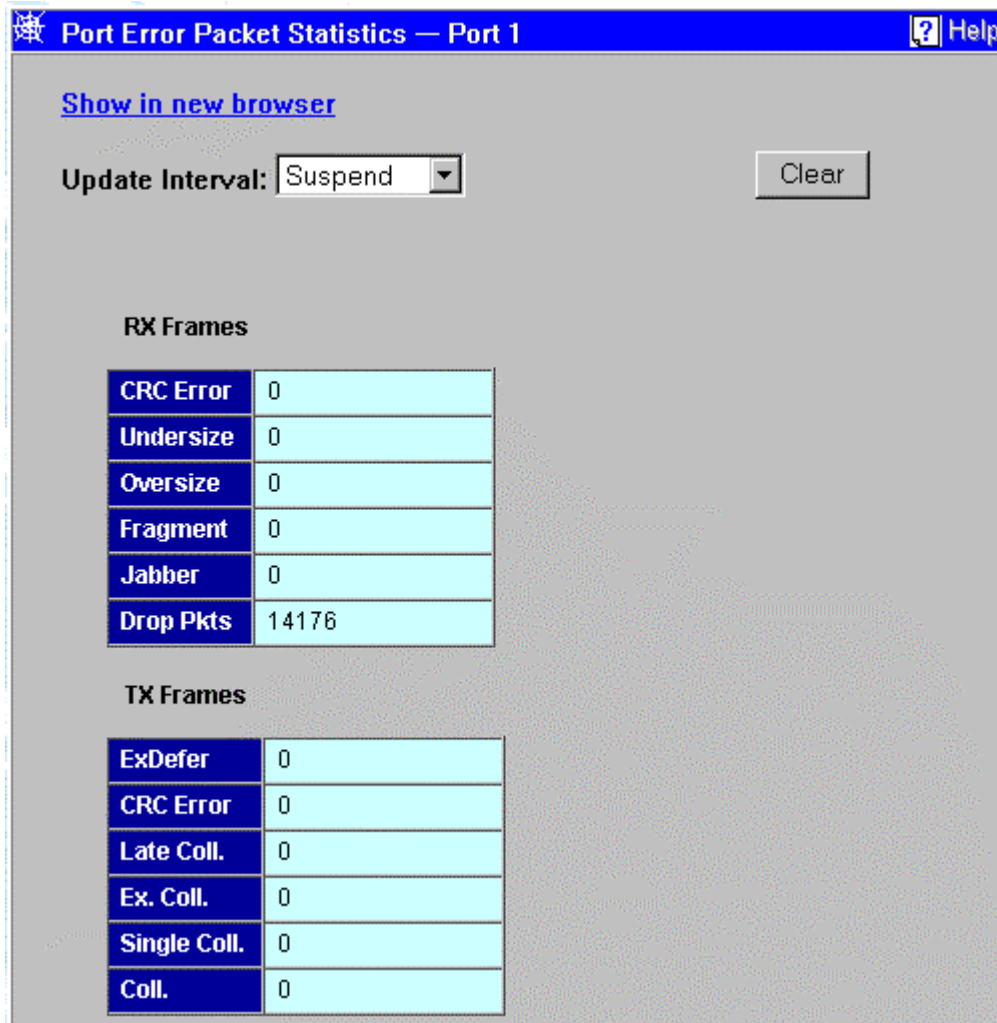 Port Error Packet Statistics — Port 1 ? Help
Show in new browser
Update Interval: Suspend Clear
RX Frames
CRC Error 0
Undersize 0
Oversize 0
Fragment 0
Jabber 0
Drop Pkts 14176
TX Frames
ExDefer 0
CRC Error 0
Late Coll. 0
Ex. Coll. 0
Single Coll. 0
Coll. 0